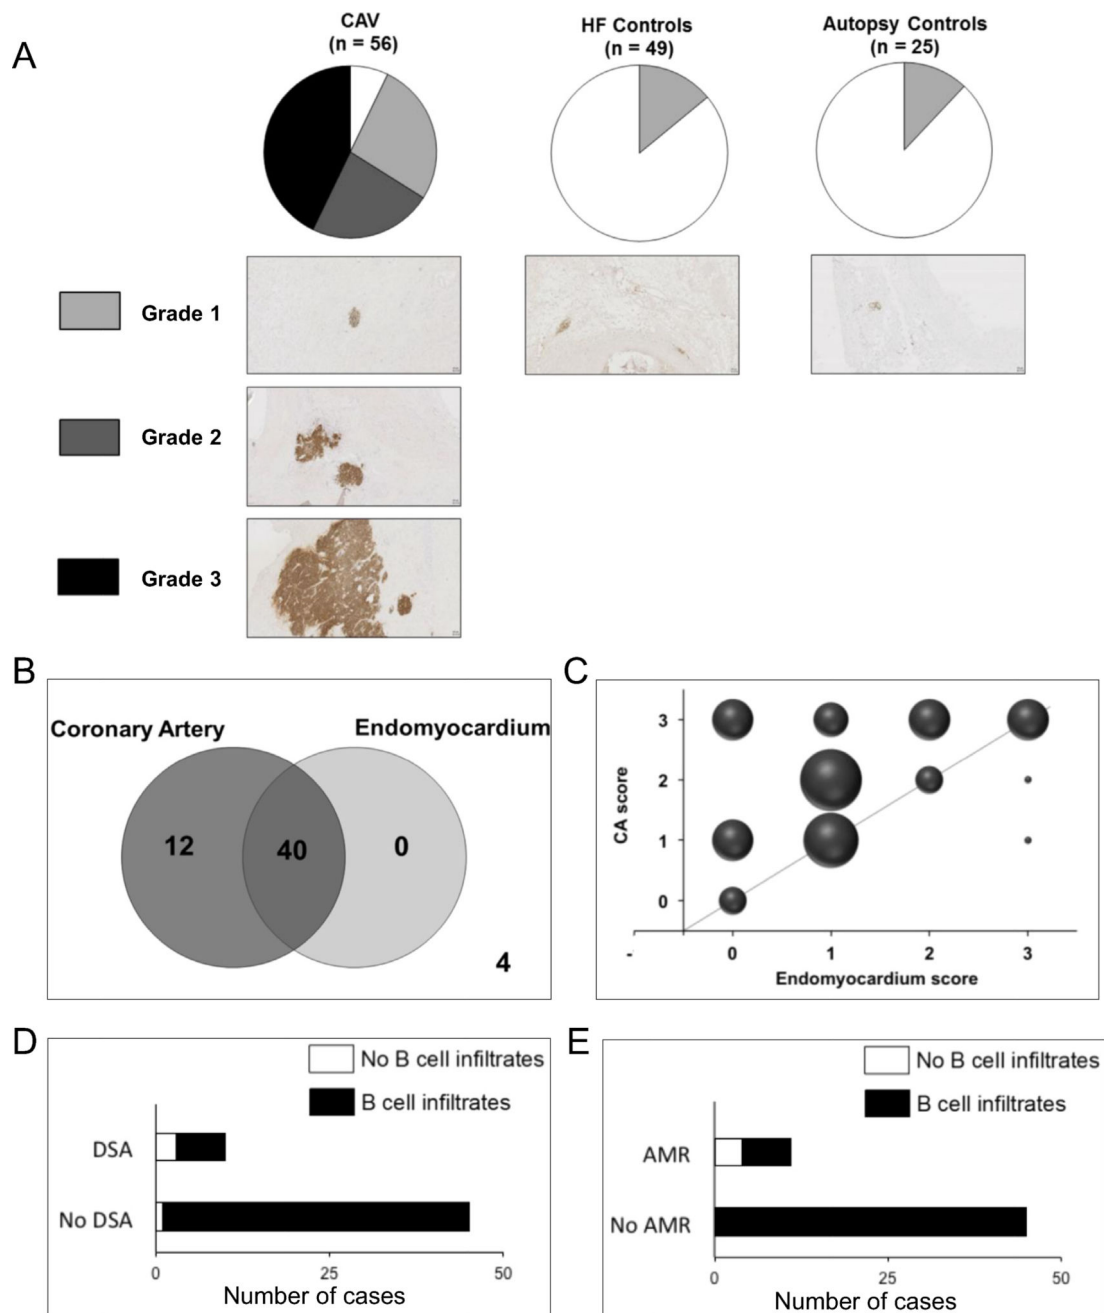 A
CAV
(n = 56)
HF Controls
(n = 49)
Autopsy Controls
(n = 25)
Grade 1
Grade 2
Grade 3
B
Coronary Artery
Endomyocardium
12
40
0
4
C
CA score
3
2
1
0
-
0
1
2
3
Endomyocardium score
D
No B cell infiltrates
B cell infiltrates
DSA
No DSA
0
25
50
Number of cases
E
No B cell infiltrates
B cell infiltrates
AMR
No AMR
0
25
50
Number of cases